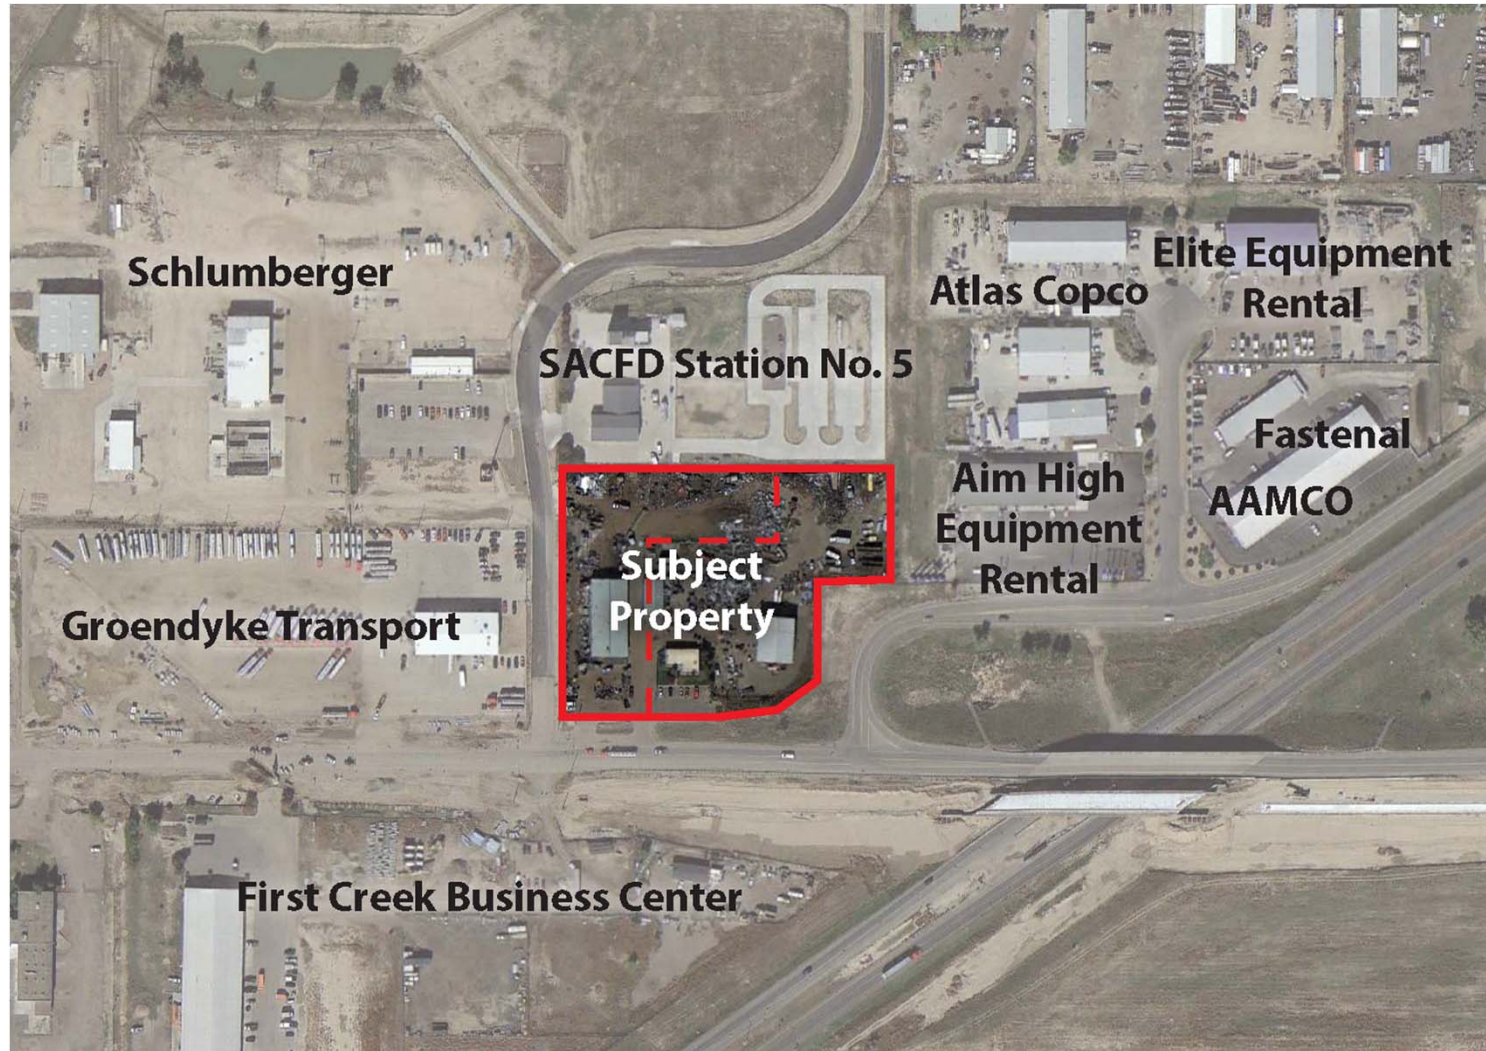 Schlumberger
Elite Equipment
Rental
Atlas Copco
SACFD Station No. 5
Fastenal
AAMCO
Aim High
Equipment
Rental
Subject
Property
Groendyke Transport
First Creek Business Center